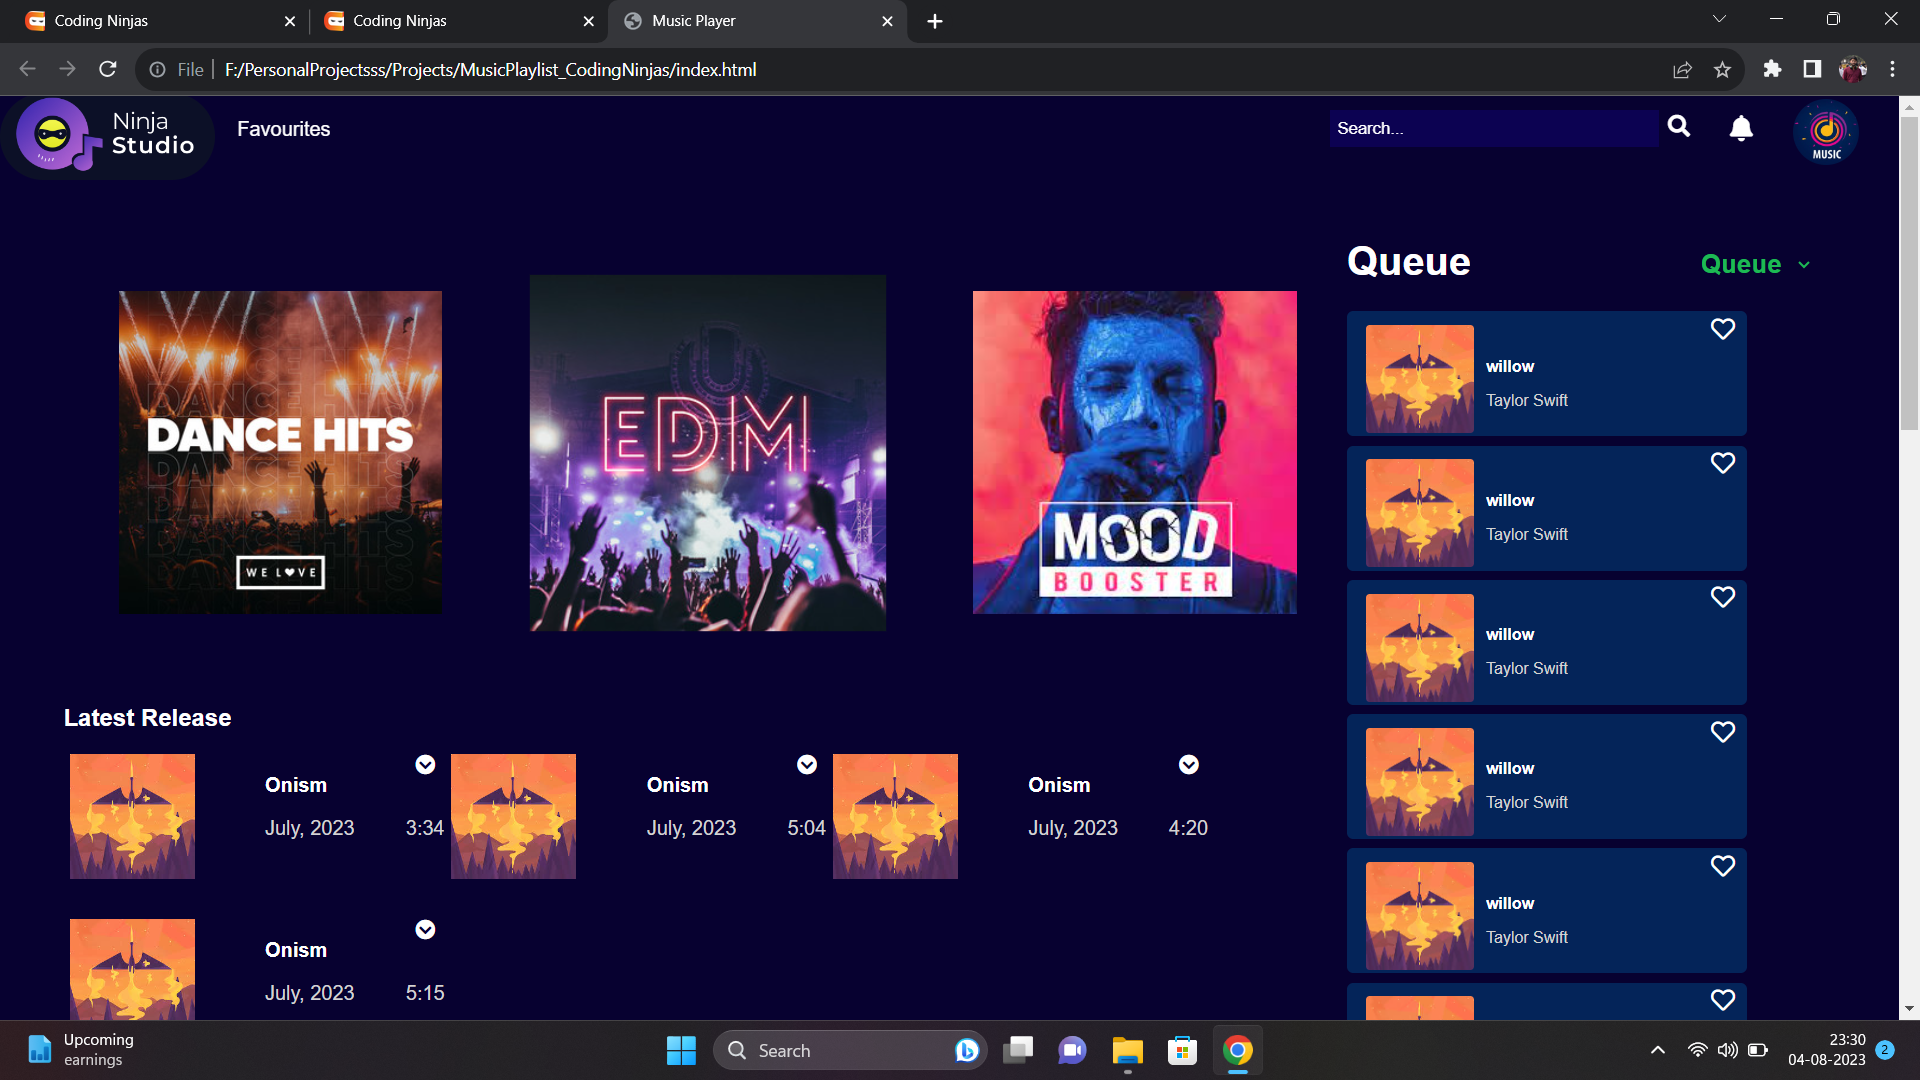 Coding Ninjas
Coding Ninjas
Music Player
File
F:/PersonalProjectsss/Projects/MusicPlaylist_CodingNinjas/index.html
Ninja
Studio
Favourites
Search...
MUSIC
Queue
Queue
DANCE HITS
WE LOVE
EDM
MOOD
BOOSTER
willow
Taylor Swift
willow
Taylor Swift
willow
Taylor Swift
willow
Taylor Swift
willow
Taylor Swift
Latest Release
Onism
July, 2023 3:34
Onism
July, 2023 5:04
Onism
July, 2023 4:20
Onism
July, 2023 5:15
Upcoming
earnings
Search
23:30
04-08-2023
2